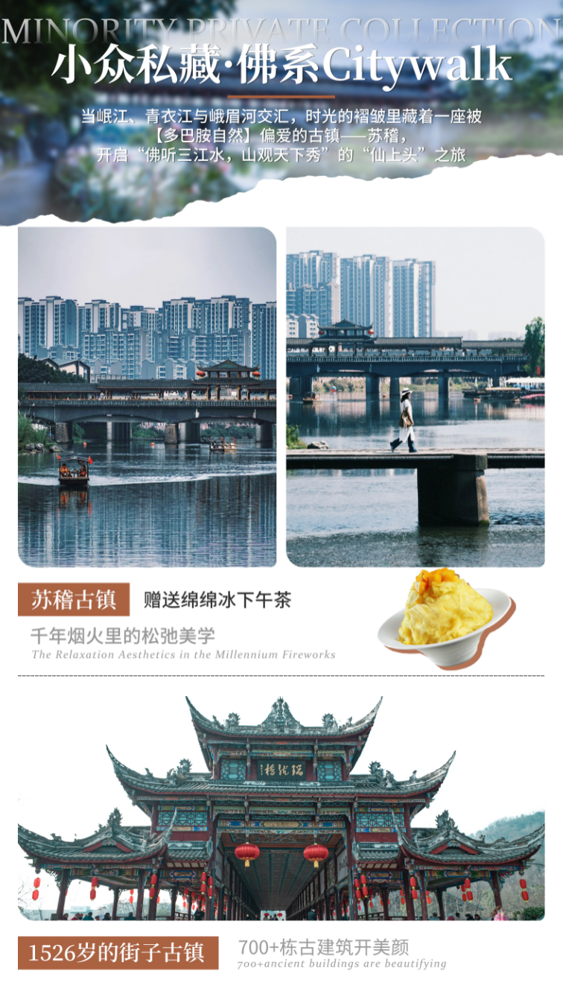 MINORITY PRIVATE COLLECTION
小众私藏·佛系Citywalk
当岷江、青衣江与峨眉河交汇，时光的褶皱里藏着一座被
【多巴胺自然】偏爱的古镇——苏稽，
开启“佛听三江水，山观天下秀”的“仙上头”之旅
苏稽古镇
赠送绵绵冰下午茶
千年烟火里的松弛美学
The Relaxation Aesthetics in the Millennium Fireworks
1526岁的街子古镇
700+栋古建筑开美颜
700+ancient buildings are beautifying